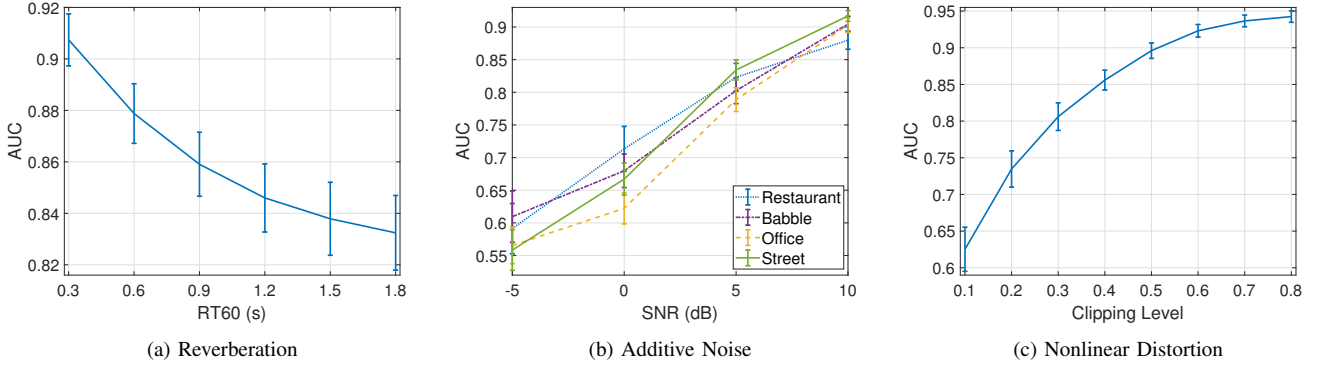 0.92
0.9
0.88
0.86
0.84
0.82
AUC
0.3 0.6 0.9 1.2 1.5 1.8
RT60 (s)
(a) Reverberation
0.9
0.85
0.8
0.75
0.7
0.65
0.6
0.55
AUC
Restaurant
Babble
Office
Street
-5 0 5 10
SNR (dB)
(b) Additive Noise
0.95
0.9
0.85
0.8
0.75
0.7
0.65
0.6
AUC
0.1 0.2 0.3 0.4 0.5 0.6 0.7 0.8
Clipping Level
(c) Nonlinear Distortion